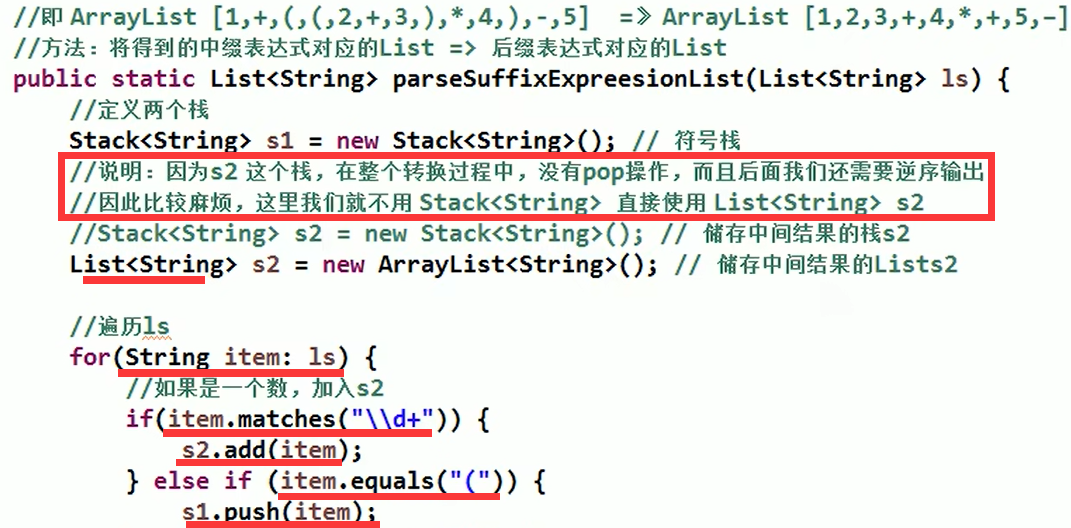 //即 ArrayList [1,+,(,(,2,+,3,),*,4,),-,5]  =》ArrayList [1,2,3,+,4,*,+,5,–]
//方法：将得到的中缀表达式对应的List => 后缀表达式对应的List
public static List<String> parseSuffixExpreesionList(List<String> ls) {
//定义两个栈
Stack<String> s1 = new Stack<String>(); // 符号栈
//说明：因为s2 这个栈，在整个转换过程中，没有pop操作，而且后面我们还需要逆序输出
//因此比较麻烦，这里我们就不用 Stack<String> 直接使用 List<String> s2
//Stack<String> s2 = new Stack<String>(); // 储存中间结果的栈s2
List<String> s2 = new ArrayList<String>(); // 储存中间结果的Lists2
//遍历ls
for(String item: ls) {
//如果是一个数，加入s2
if(item.matches("\\d+")) {
s2.add(item);
} else if (item.equals("(")) {
s1.push(item);